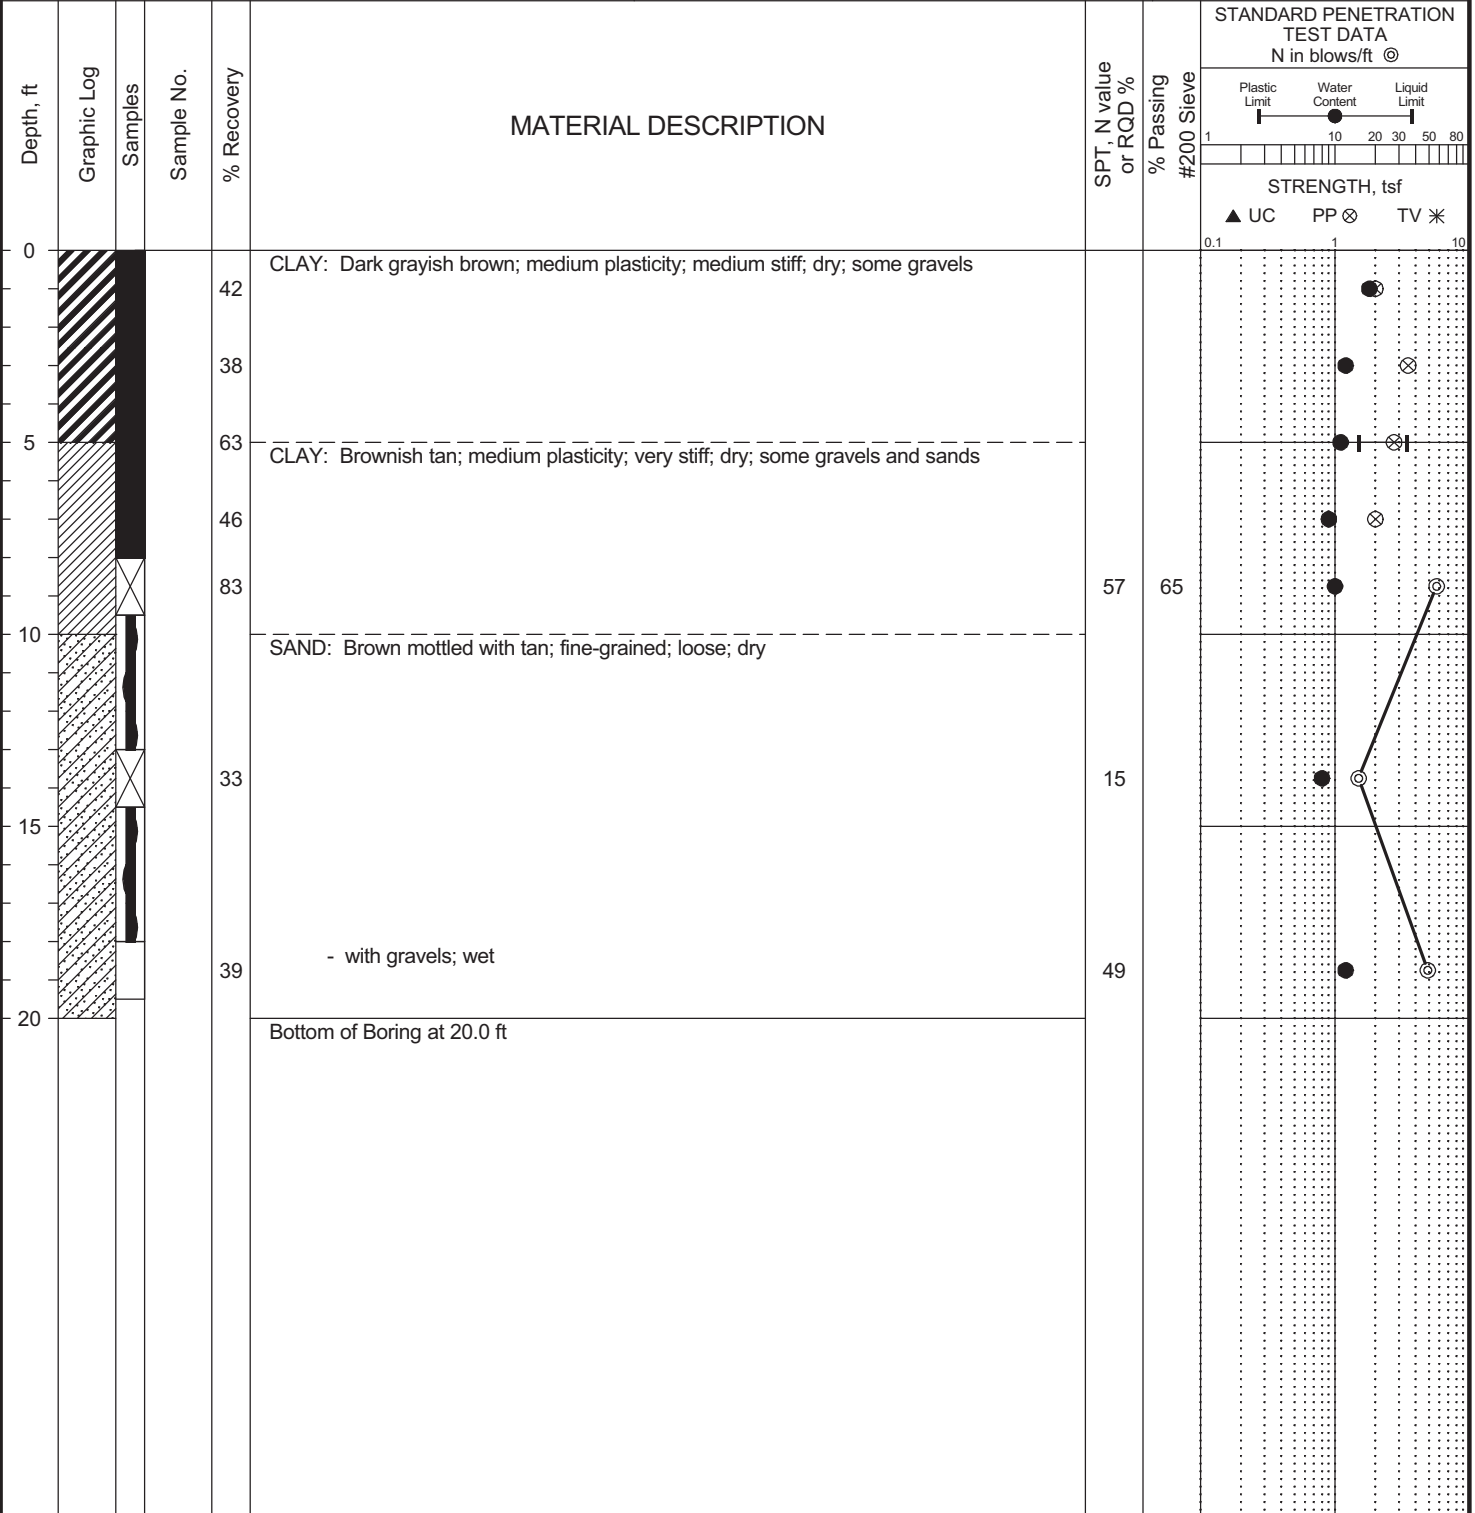 Depth, ft
Graphic Log
Samples
Sample No.
% Recovery
MATERIAL DESCRIPTION
SPT, N value
or RQD %
% Passing
#200 Sieve
STANDARD PENETRATION
TEST DATA
N in blows/ft
Plastic Limit
Water Content
Liquid Limit
1 10 20 30 50 80
STRENGTH, tsf
UC PP TV
0.1 1 10
0
CLAY: Dark grayish brown; medium plasticity; medium stiff; dry; some gravels
42
38
5 63
CLAY: Brownish tan; medium plasticity; very stiff; dry; some gravels and sands
46
83 57 65
10
SAND: Brown mottled with tan; fine-grained; loose; dry
33 15
15
- with gravels; wet
39 49
20
Bottom of Boring at 20.0 ft